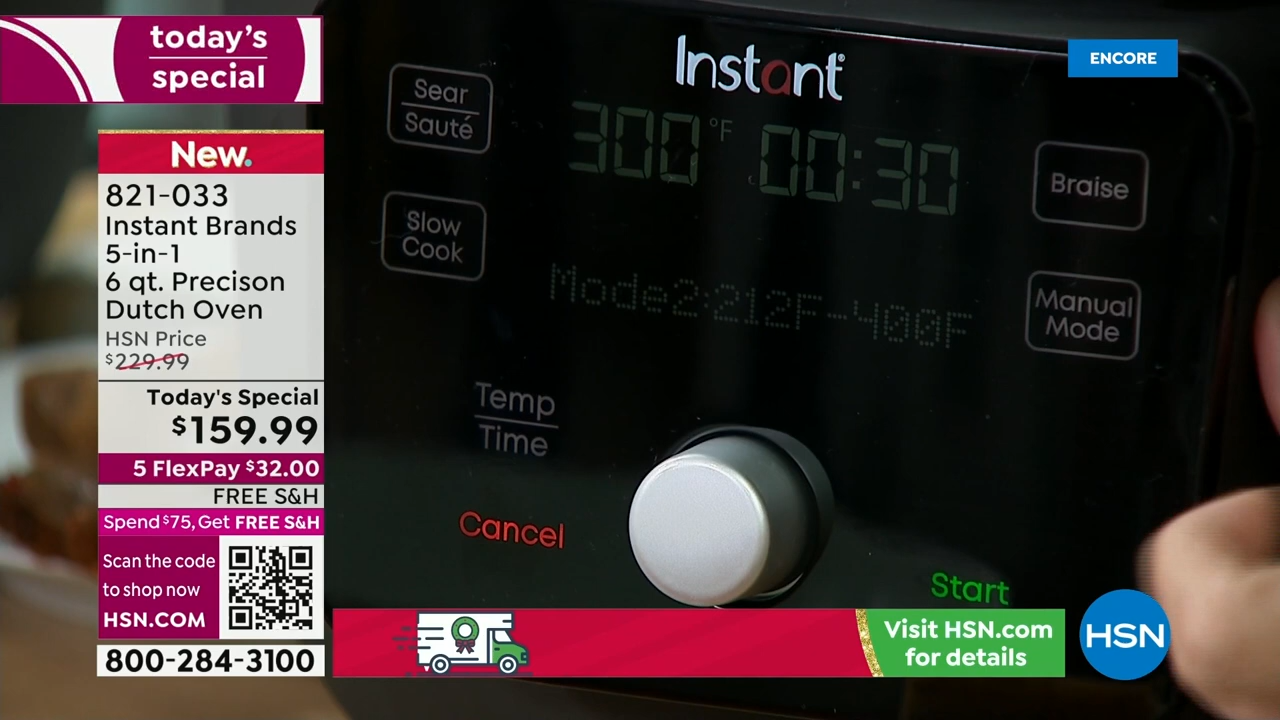 today's
special
New.
821-033
Instant Brands
5-in-1
6 qt. Precison
Dutch Oven
HSN Price
$229.99
Today's Special
$159.99
5 FlexPay $32.00
FREE S&H
Spend $75, Get FREE S&H
Scan the code
to shop now
HSN.COM
800-284-3100
ENCORE
Instant
Sear
Sauté
300°F 00:30
Braise
Slow
Cook
Mode2:212F-400F
Manual
Mode
Temp
Time
Cancel
Start
Visit HSN.com
for details
HSN